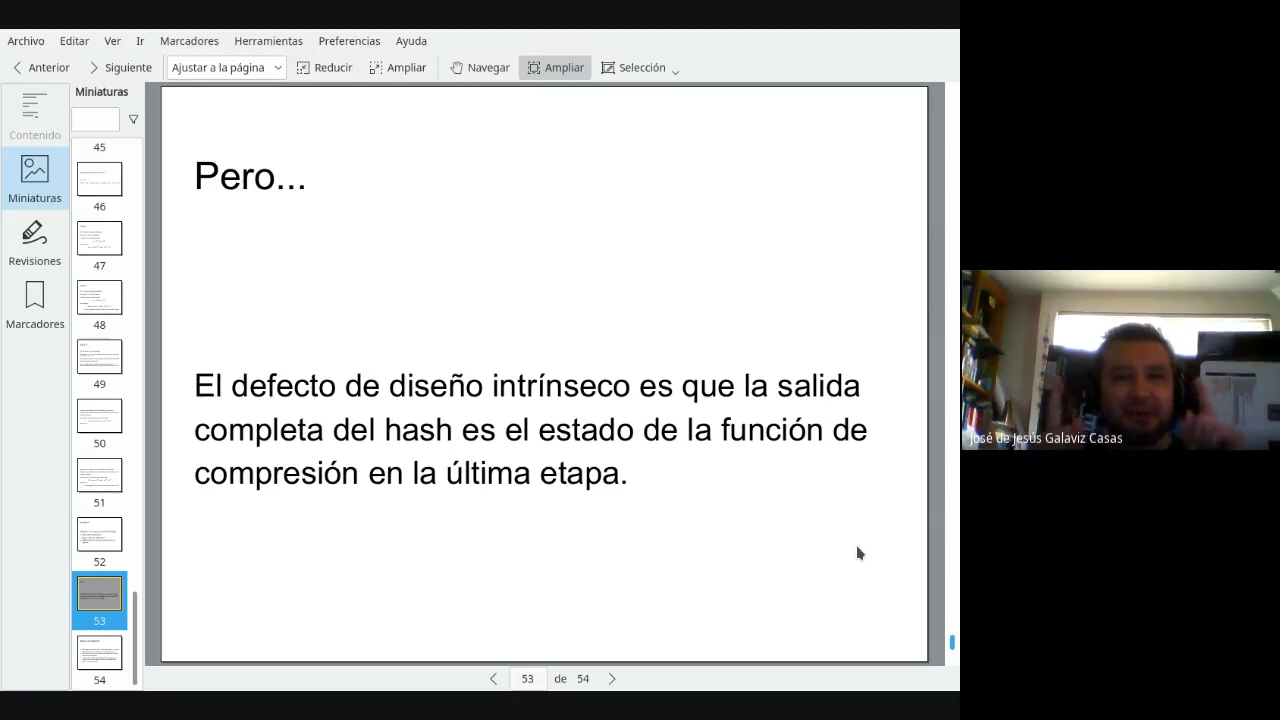 Archivo Editar Ver Ir Marcadores Herramientas Preferencias Ayuda
Anterior Siguiente Ajustar a la página Reducir Ampliar Navegar Ampliar Selección
Contenido
Miniaturas
Revisiones
Marcadores
Miniaturas
45
46
47
48
49
50
51
52
53
54
Pero...
El defecto de diseño intrínseco es que la salida
completa del hash es el estado de la función de
compresión en la última etapa.
53 de 54
José de Jesús Galaviz Casas